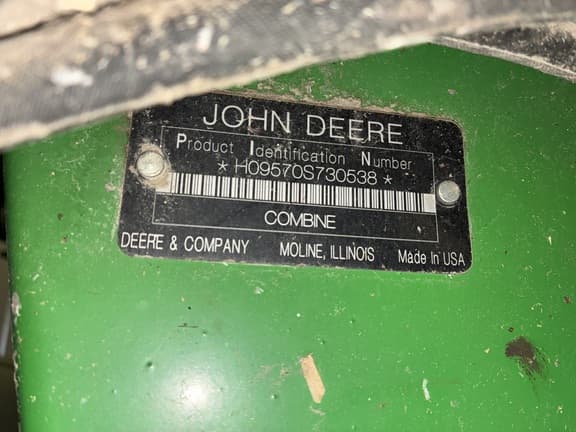 JOHN DEERE
Product Identification Number
* H09570S730538 *
COMBINE
DEERE & COMPANY MOLINE, ILLINOIS Made In USA